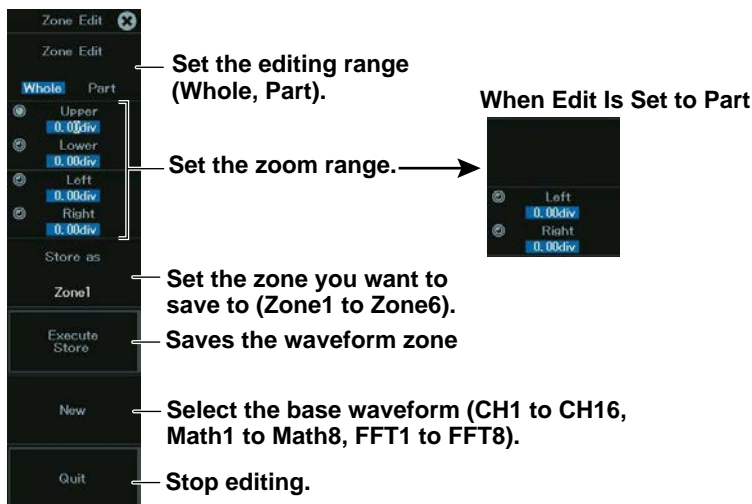 Zone Edit
Zone Edit
Whole Part
Upper
0.00div
Lower
0.00div
Left
0.00div
Right
0.00div
Store as
Zone1
Execute
Store
New
Quit
Set the editing range
(Whole, Part).
Set the zoom range.
Set the zone you want to
save to (Zone1 to Zone6).
Saves the waveform zone
Select the base waveform (CH1 to CH16,
Math1 to Math8, FFT1 to FFT8).
Stop editing.
When Edit Is Set to Part
Left
0.00div
Right
0.00div